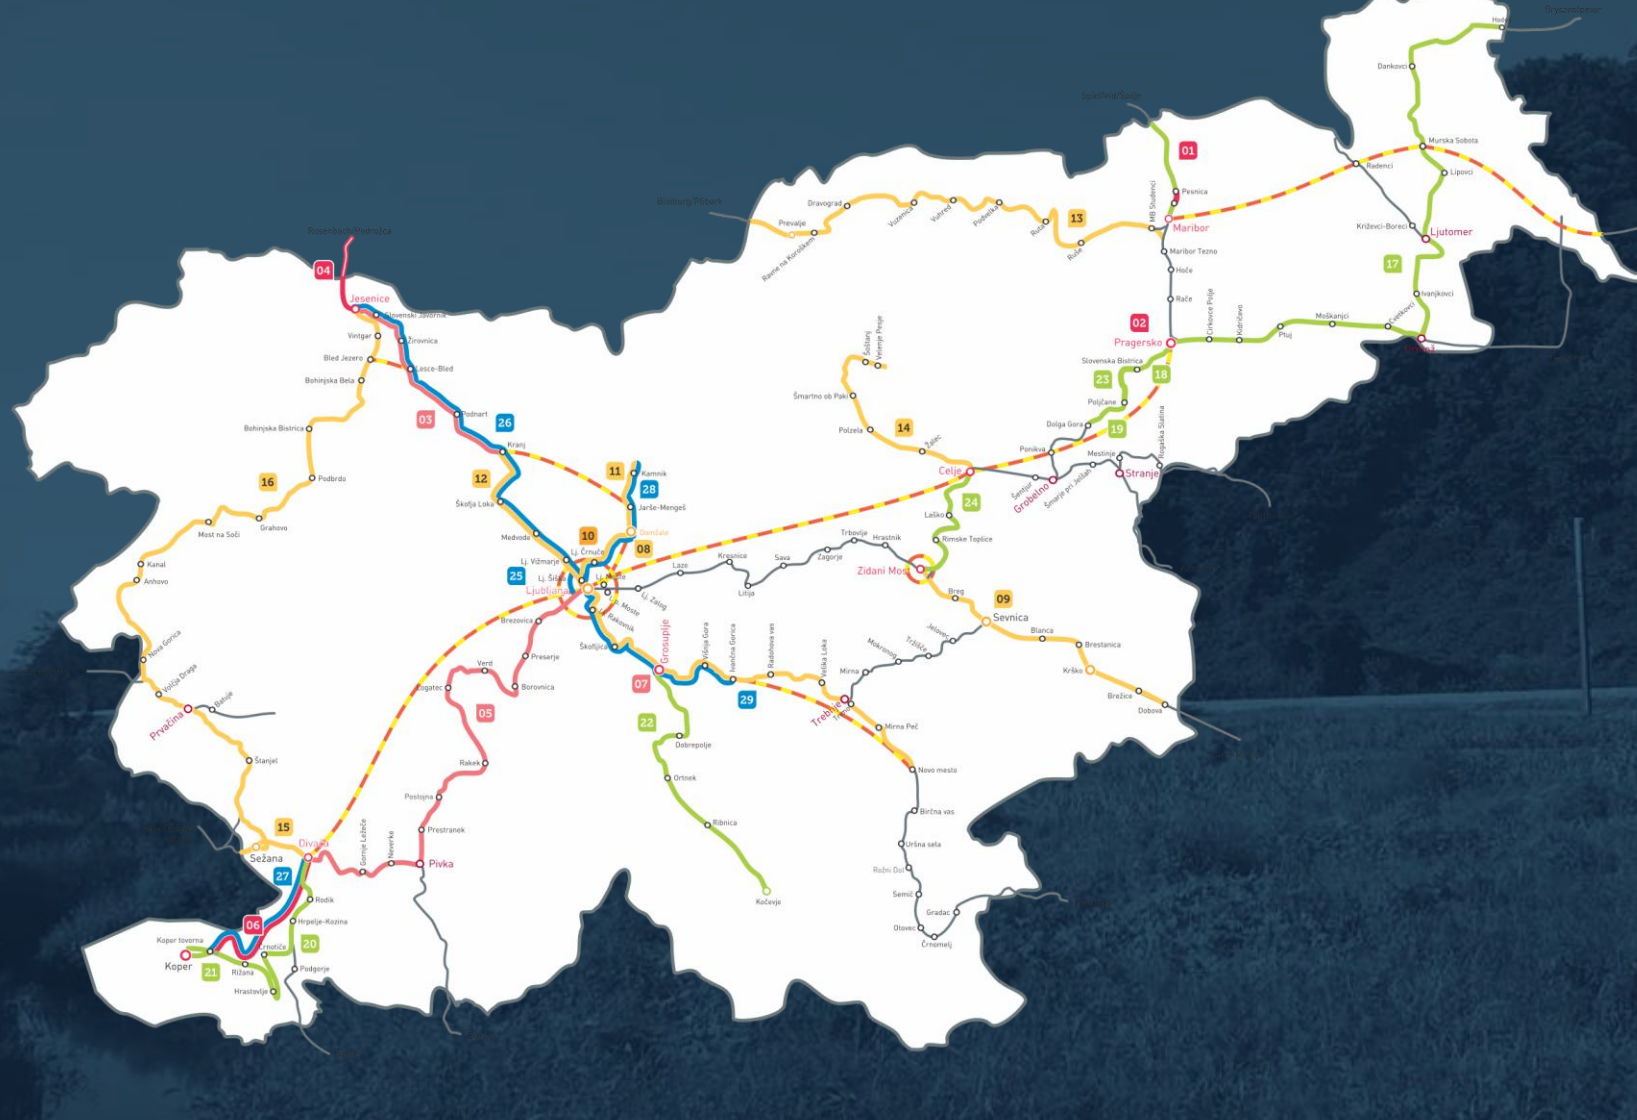 Hodoš
Dankovci
Murska Sobota
Radenci
Lipovci
Križevci-Boreci
Ljutomer
17
Ivanjkovci
Cvenkovci
Moškanjci
Ptuj
Kidričevo
Cirkovce Polje
01
Pesnica
MB Studenci
Maribor
Maribor Tezno
Hoče
Rače
02
Pragersko
Slovenska Bistrica
23
18
Poljčane
Dolga Gora
19
Ponikva
Rogaška Slatina
Mestinje
Stranje
Šmarje pri Jelšah
Grobelno
Šentjur
Celje
24
Laško
Rimske Toplice
Bleiburg/Pliberk
Prevalje
Ravne na Koroškem
Dravograd
Vuzenica
Vuhred
Podvelka
Ruta
13
Ruše
Šoštanj
Velenje Pesje
Šmartno ob Paki
Polzela
14
Žalec
Rosenbach/Podrožca
04
Jesenice
Slovenski Javornik
Vintgar
Žirovnica
Bled Jezero
Lesce-Bled
Bohinjska Bela
Podnart
03
26
Bohinjska Bistrica
Kranj
Podbrdo
16
12
11
Kamnik
28
Škofja Loka
Jarše-Mengeš
Grahovo
Most na Soči
Medvode
10
Domžale
08
Lj. Črnuče
Lj. Vižmarje
25
Lj. Šiška
Ljubljana
Lj. Moste
Lj. Zalog
Lj. Rakovnik
Laze
Kresnice
Litija
Sava
Zagorje
Trbovlje
Hrastnik
Zidani Most
Breg
09
Sevnica
Blanca
Brestanica
Krško
Brežice
Dobova
Jelovec
Tržišče
Mokronog
Mirna
Trebnje
Kanal
Anhovo
Nova Gorica
Volčja Draga
Batuje
Prvačina
Štanjel
Brezovica
Preserje
Borovnica
Verd
Logatec
05
Rakek
Postojna
Prestranek
Pivka
Neverke
Gornje Ležeče
Škofljica
Grosuplje
07
Višnja Gora
Ivančna Gorica
29
Radohova vas
Velika Loka
22
Dobrepolje
Ortnek
Ribnica
Kočevje
Mirna Peč
Novo mesto
Birčna vas
Uršna sela
Rožni Dol
Semič
Otovec
Gradac
Črnomelj
15
Sežana
Divača
27
Rodik
06
Hrpelje-Kozina
20
Koper tovorna
Koper
21
Rižana
Črnotiče
Podgorje
Hrastovlje